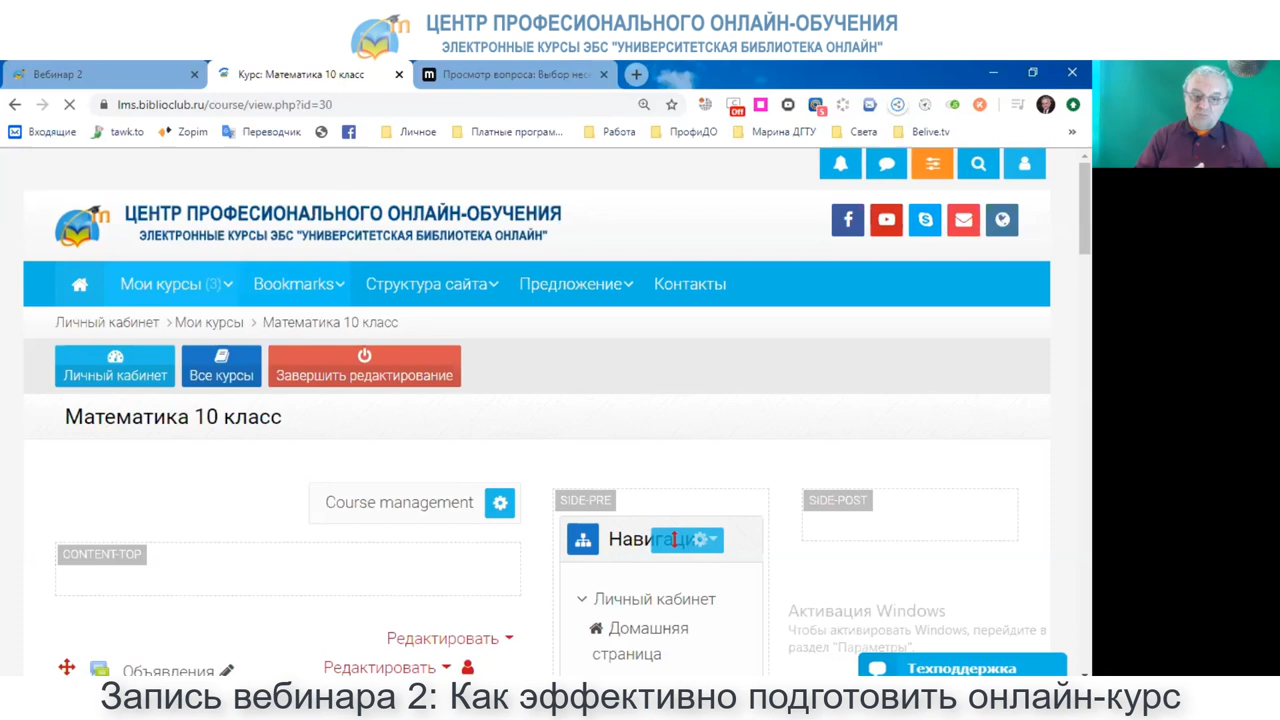 ЦЕНТР ПРОФЕСИОНАЛЬНОГО ОНЛАЙН-ОБУЧЕНИЯ
ЭЛЕКТРОННЫЕ КУРСЫ ЭБС "УНИВЕРСИТЕТСКАЯ БИБЛИОТЕКА ОНЛАЙН"
Вебинар 2
Курс: Математика 10 класс
Просмотр вопроса: Выбор нес
lms.biblioclub.ru/course/view.php?id=30
Off
5
Входящие tawk.to Zopim Переводчик Личное Платные програм... Работа ПрофиДО Марина ДГТУ Света Belive.tv »
ЦЕНТР ПРОФЕСИОНАЛЬНОГО ОНЛАЙН-ОБУЧЕНИЯ
ЭЛЕКТРОННЫЕ КУРСЫ ЭБС "УНИВЕРСИТЕТСКАЯ БИБЛИОТЕКА ОНЛАЙН"
Мои курсы (3) Bookmarks Структура сайта Предложение Контакты
Личный кабинет > Мои курсы > Математика 10 класс
Личный кабинет
Все курсы
Завершить редактирование
Математика 10 класс
Course management
SIDE-PRE
SIDE-POST
Навигация
CONTENT-TOP
Личный кабинет
Домашняя
страница
Редактировать
Объявления
Редактировать
Активация Windows
Чтобы активировать Windows, перейдите в
раздел "Параметры".
Техподдержка
Запись вебинара 2: Как эффективно подготовить онлайн-курс